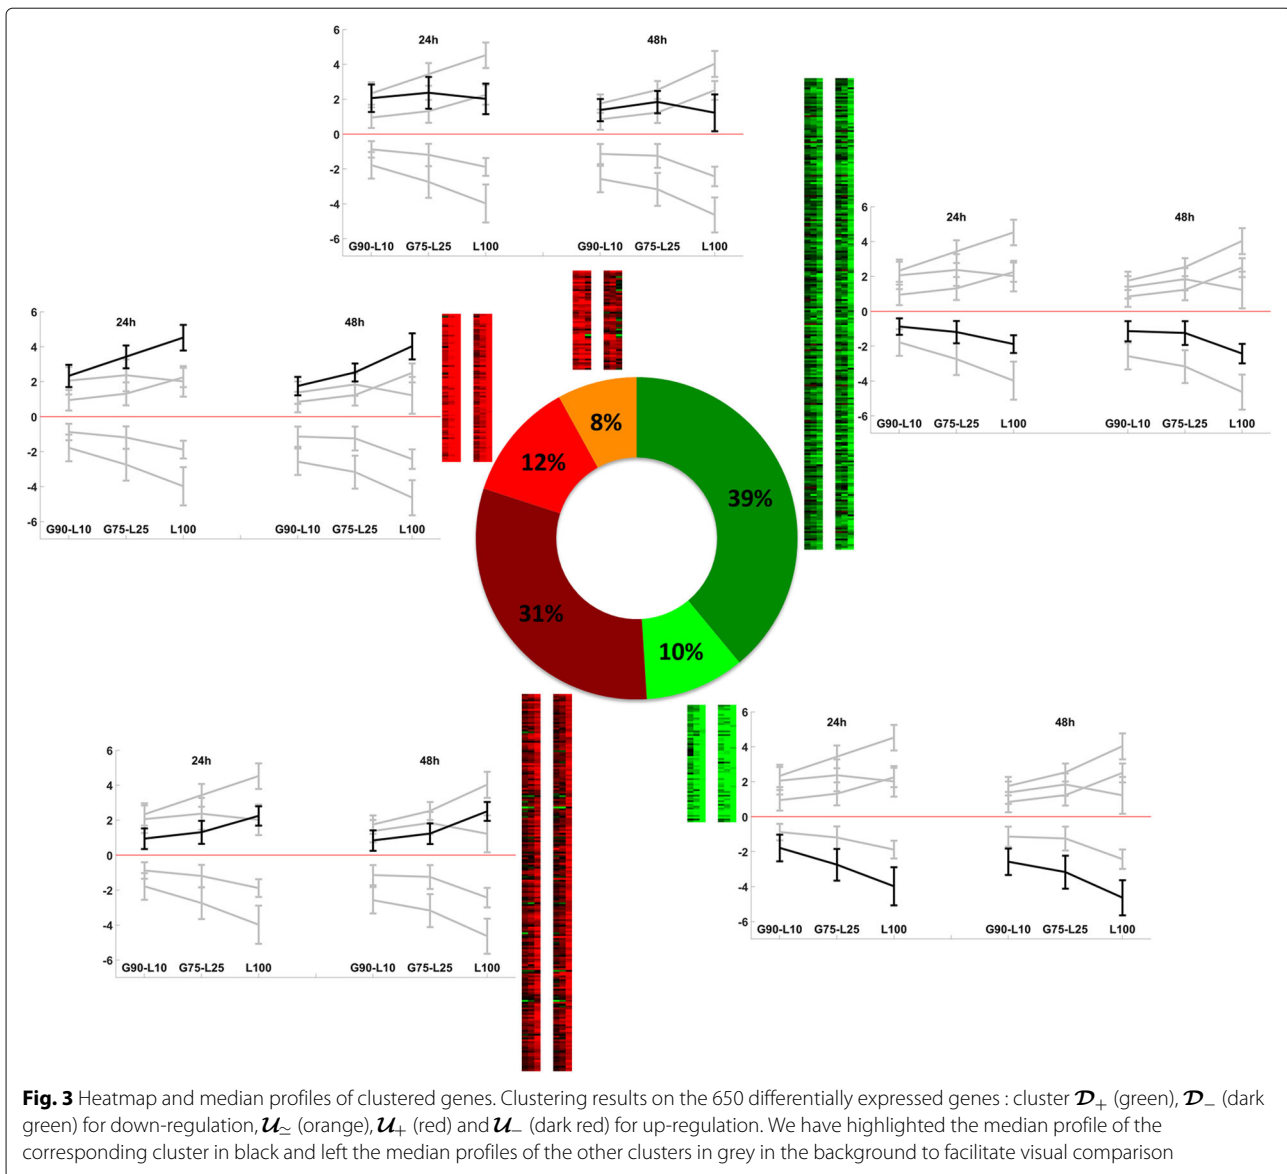 6
4
2
0
-2
-4
-6
24h
48h
G90-L10 G75-L25 L100 G90-L10 G75-L25 L100
6
4
2
0
-2
-4
-6
24h
48h
G90-L10 G75-L25 L100 G90-L10 G75-L25 L100
6
4
2
0
-2
-4
-6
24h
48h
G90-L10 G75-L25 L100 G90-L10 G75-L25 L100
8%
12%
39%
31%
10%
6
4
2
0
-2
-4
-6
24h
48h
G90-L10 G75-L25 L100 G90-L10 G75-L25 L100
6
4
2
0
-2
-4
-6
24h
48h
G90-L10 G75-L25 L100 G90-L10 G75-L25 L100
Fig. 3 Heatmap and median profiles of clustered genes. Clustering results on the 650 differentially expressed genes : cluster 𝓓₊ (green), 𝓓₋ (dark
green) for down-regulation, 𝓤≃ (orange), 𝓤₊ (red) and 𝓤₋ (dark red) for up-regulation. We have highlighted the median profile of the
corresponding cluster in black and left the median profiles of the other clusters in grey in the background to facilitate visual comparison